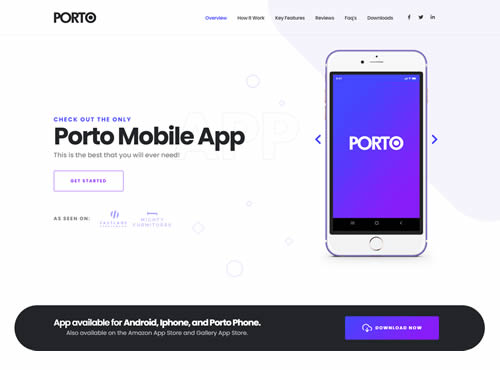 PORTO
Overview How It Work Key Features Reviews Faq's Downloads
CHECK OUT THE ONLY
APP
Porto Mobile App
This is the best that you will ever need!
GET STARTED
AS SEEN ON:
MIGHTY
FURNITURES
PORTO
App available for Android, Iphone, and Porto Phone.
Also available on the Amazon App Store and Gallery App Store.
DOWNLOAD NOW